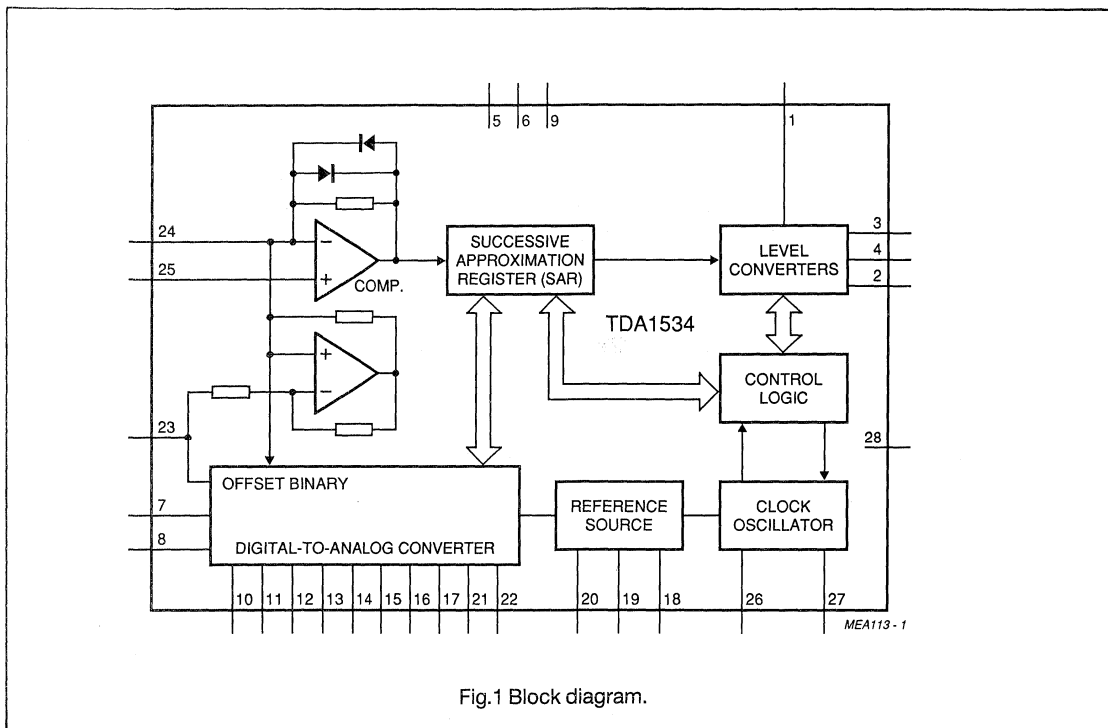 5 6 9 1
24
25
−
+
COMP.
SUCCESSIVE
APPROXIMATION
REGISTER (SAR)
LEVEL
CONVERTERS
3
4
2
TDA1534
+
−
CONTROL
LOGIC
23
28
OFFSET BINARY
7
8
DIGITAL-TO-ANALOG CONVERTER
REFERENCE
SOURCE
CLOCK
OSCILLATOR
10 11 12 13 14 15 16 17 21 22 20 19 18 26 27
MEA113 - 1
Fig.1 Block diagram.